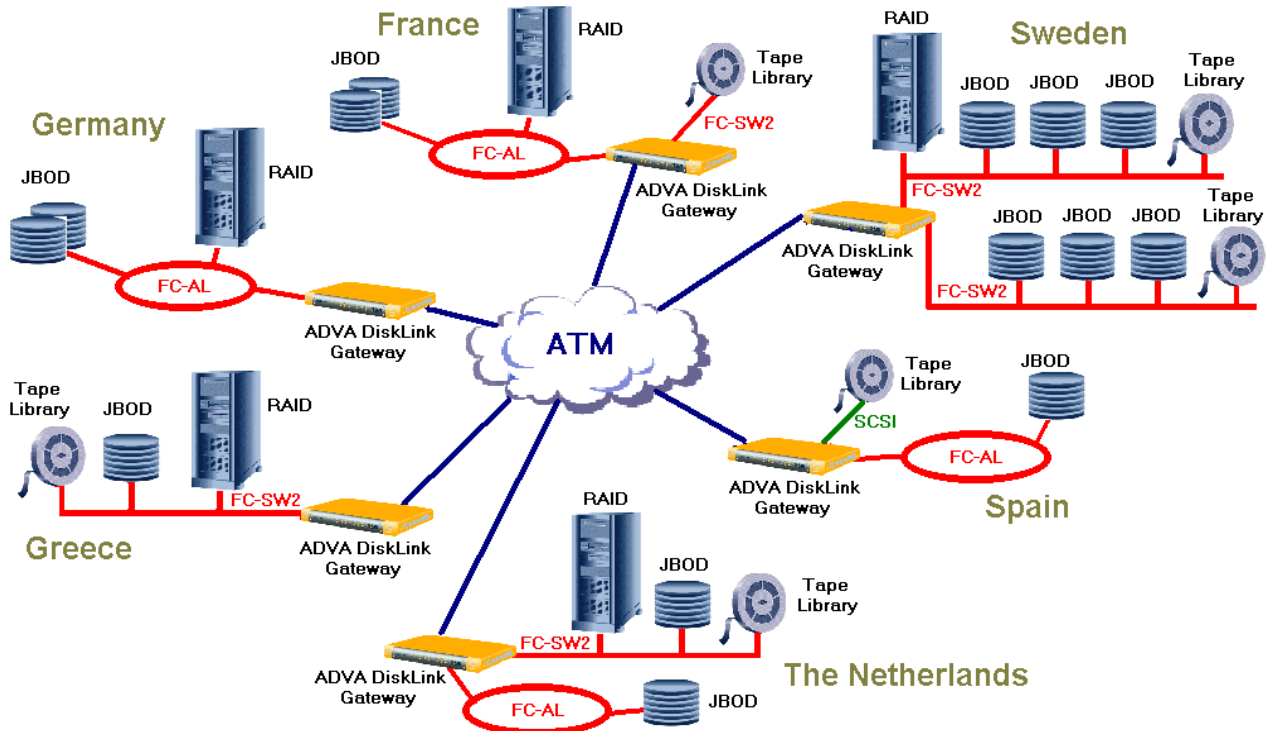 France
RAID
JBOD
Tape
Library
FC-SW2
FC-AL
ADVA DiskLink
Gateway
RAID
Sweden
JBOD
JBOD
JBOD
Tape
Library
FC-SW2
JBOD
JBOD
JBOD
Tape
Library
FC-SW2
ADVA DiskLink
Gateway
Germany
JBOD
RAID
FC-AL
ADVA DiskLink
Gateway
ATM
Tape
Library
JBOD
SCSI
FC-AL
ADVA DiskLink
Gateway
Spain
Tape
Library
JBOD
RAID
FC-SW2
ADVA DiskLink
Gateway
Greece
RAID
JBOD
Tape
Library
FC-SW2
ADVA DiskLink
Gateway
FC-AL
JBOD
The Netherlands